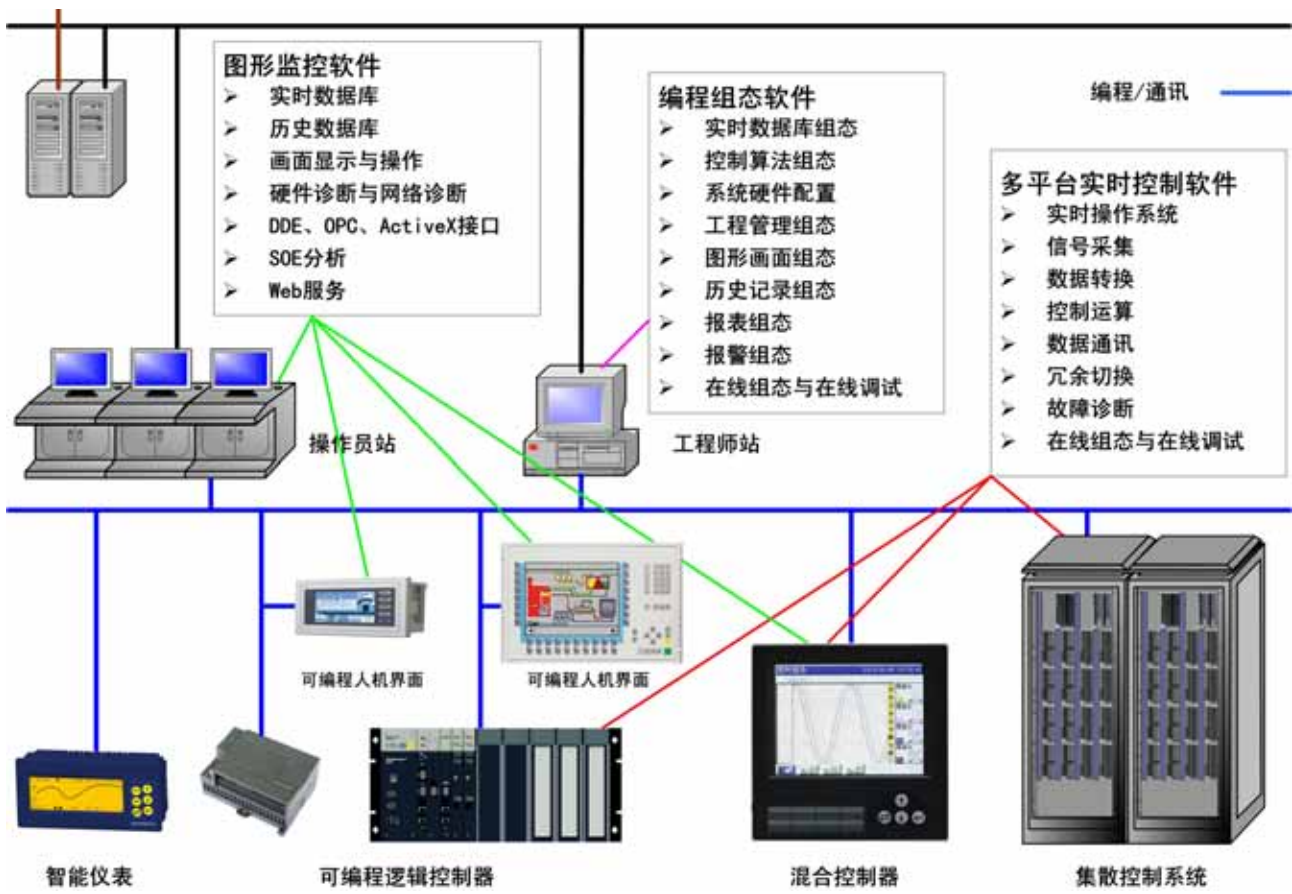 图形监控软件
➢ 实时数据库
➢ 历史数据库
➢ 画面显示与操作
➢ 硬件诊断与网络诊断
➢ DDE、OPC、ActiveX接口
➢ SOE分析
➢ Web服务
编程组态软件
➢ 实时数据库组态
➢ 控制算法组态
➢ 系统硬件配置
➢ 工程管理组态
➢ 图形画面组态
➢ 历史记录组态
➢ 报表组态
➢ 报警组态
➢ 在线组态与在线调试
编程/通讯
多平台实时控制软件
➢ 实时操作系统
➢ 信号采集
➢ 数据转换
➢ 控制运算
➢ 数据通讯
➢ 冗余切换
➢ 故障诊断
➢ 在线组态与在线调试
操作员站
工程师站
可编程人机界面
可编程人机界面
智能仪表
可编程逻辑控制器
混合控制器
集散控制系统